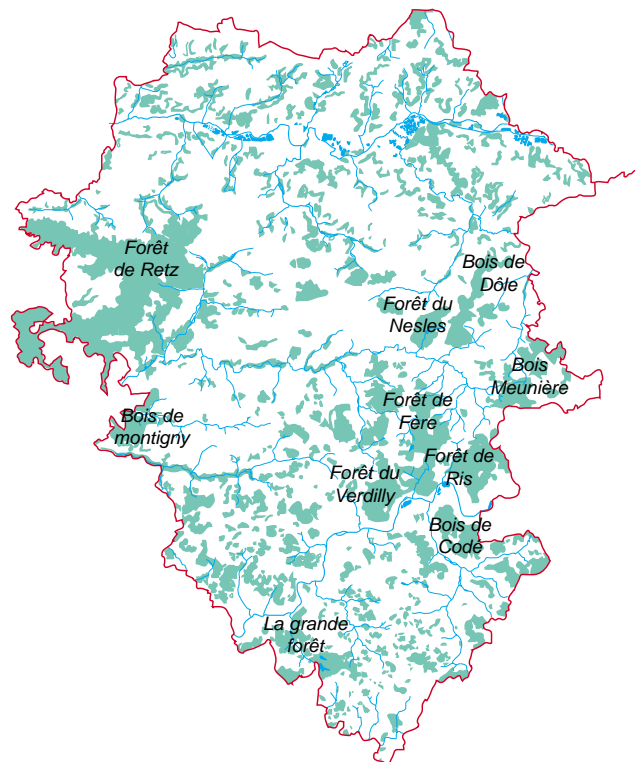 Forêt
de Retz
Bois de
Dôle
Forêt du
Nesles
Bois
Meunière
Forêt de
Fère
Bois de
montigny
Forêt de
Ris
Forêt du
Verdilly
Bois de
Codé
La grande
forêt